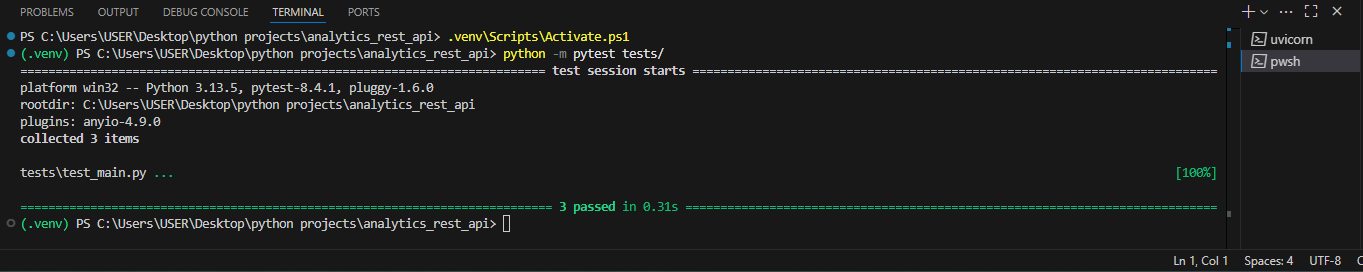 PROBLEMS OUTPUT DEBUG CONSOLE TERMINAL PORTS
PS C:\Users\USER\Desktop\python projects\analytics_rest_api> .venv\Scripts\Activate.ps1
(.venv) PS C:\Users\USER\Desktop\python projects\analytics_rest_api> python -m pytest tests/
=========================================================================== test session starts ===========================================================================
platform win32 -- Python 3.13.5, pytest-8.4.1, pluggy-1.6.0
rootdir: C:\Users\USER\Desktop\python projects\analytics_rest_api
plugins: anyio-4.9.0
collected 3 items
tests\test_main.py ... [100%]
============================================================================ 3 passed in 0.31s ============================================================================
(.venv) PS C:\Users\USER\Desktop\python projects\analytics_rest_api>
uvicorn
pwsh
Ln 1, Col 1 Spaces: 4 UTF-8